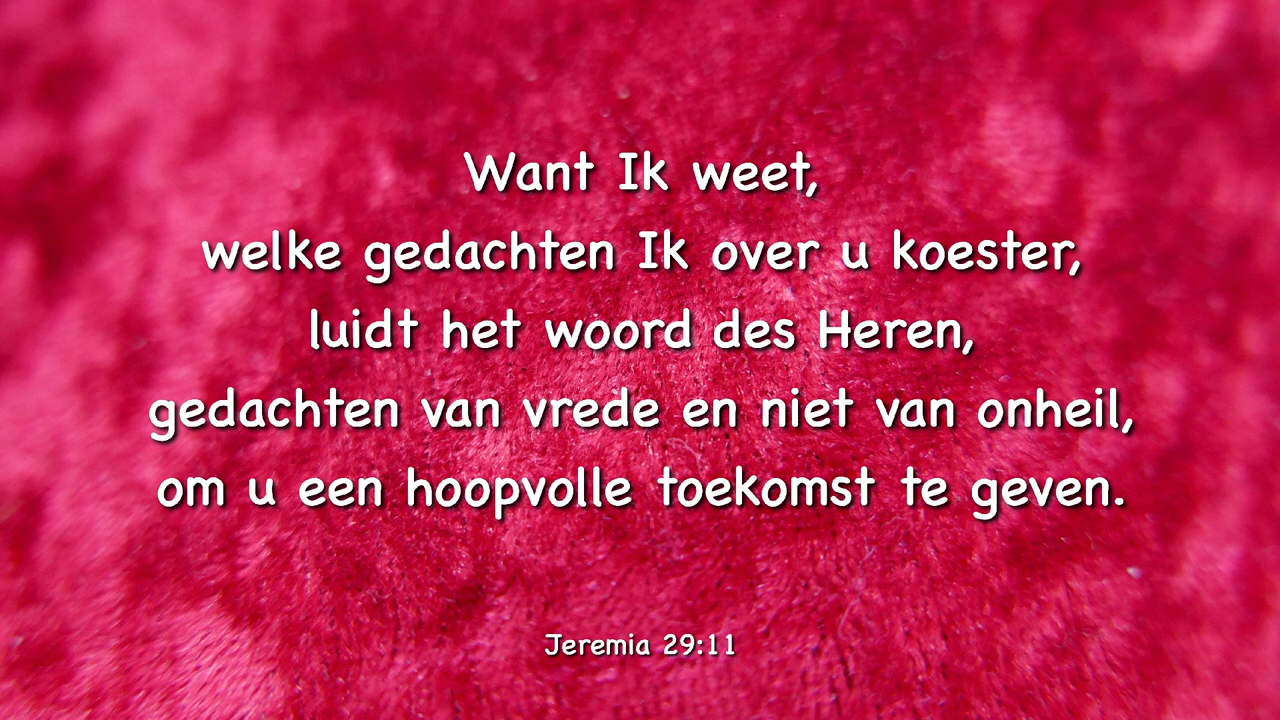 Want Ik weet,
welke gedachten Ik over u koester,
luidt het woord des Heren,
gedachten van vrede en niet van onheil,
om u een hoopvolle toekomst te geven.
Jeremia 29:11